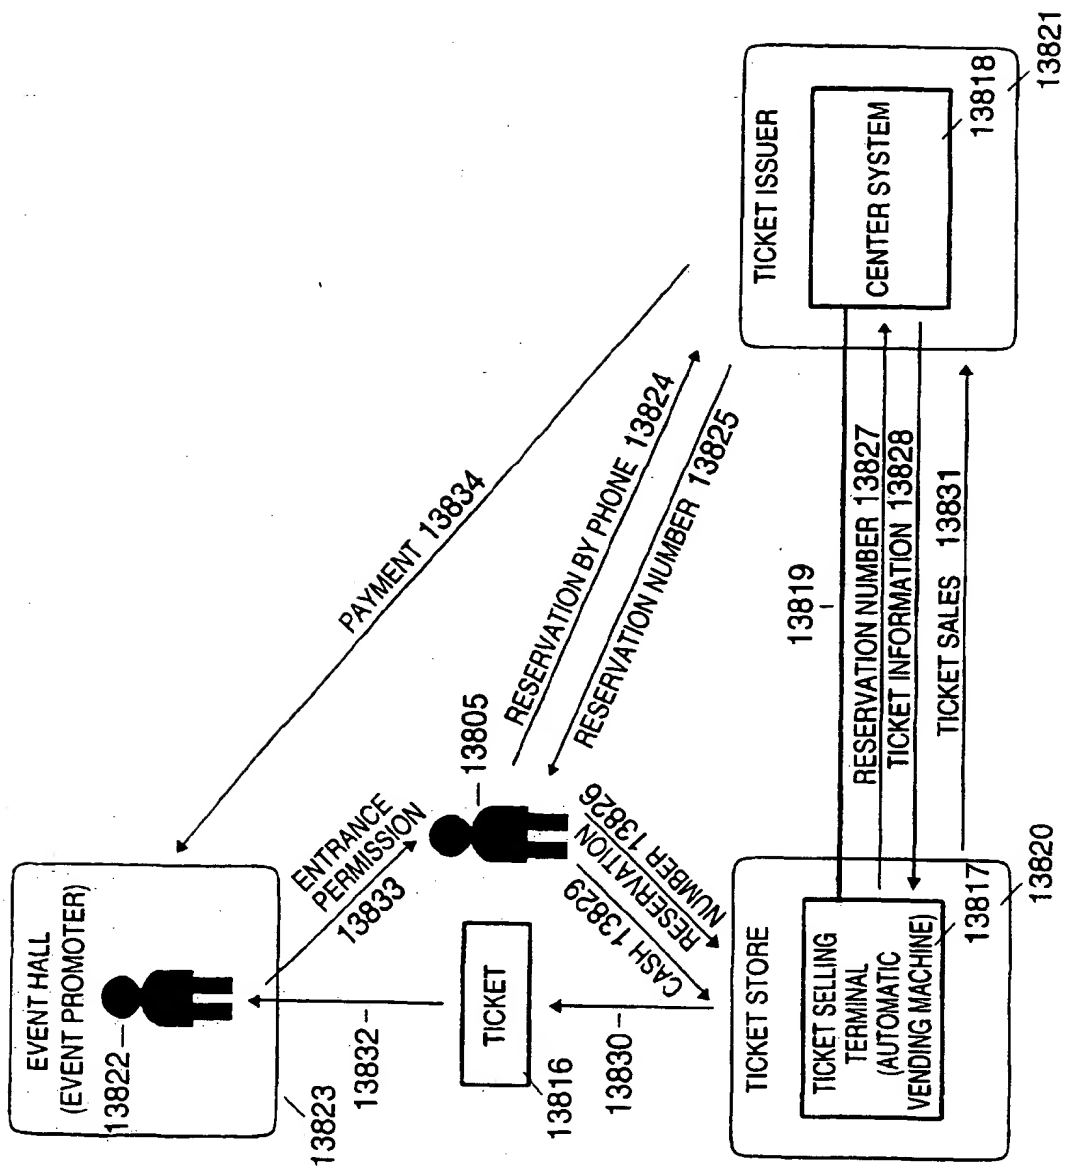 EVENT HALL
(EVENT PROMOTER)
13822
13823
ENTRANCE
PERMISSION
13833
13832
PAYMENT 13834
13805
TICKET
13816
13830
RESERVATION BY PHONE 13824
RESERVATION NUMBER 13825
RESERVATION
NUMBER 13826
CASH 13829
TICKET STORE
TICKET SELLING
TERMINAL
(AUTOMATIC
VENDING MACHINE)
13817
13820
13819
RESERVATION NUMBER 13827
TICKET INFORMATION 13828
TICKET SALES 13831
TICKET ISSUER
CENTER SYSTEM
13818
13821